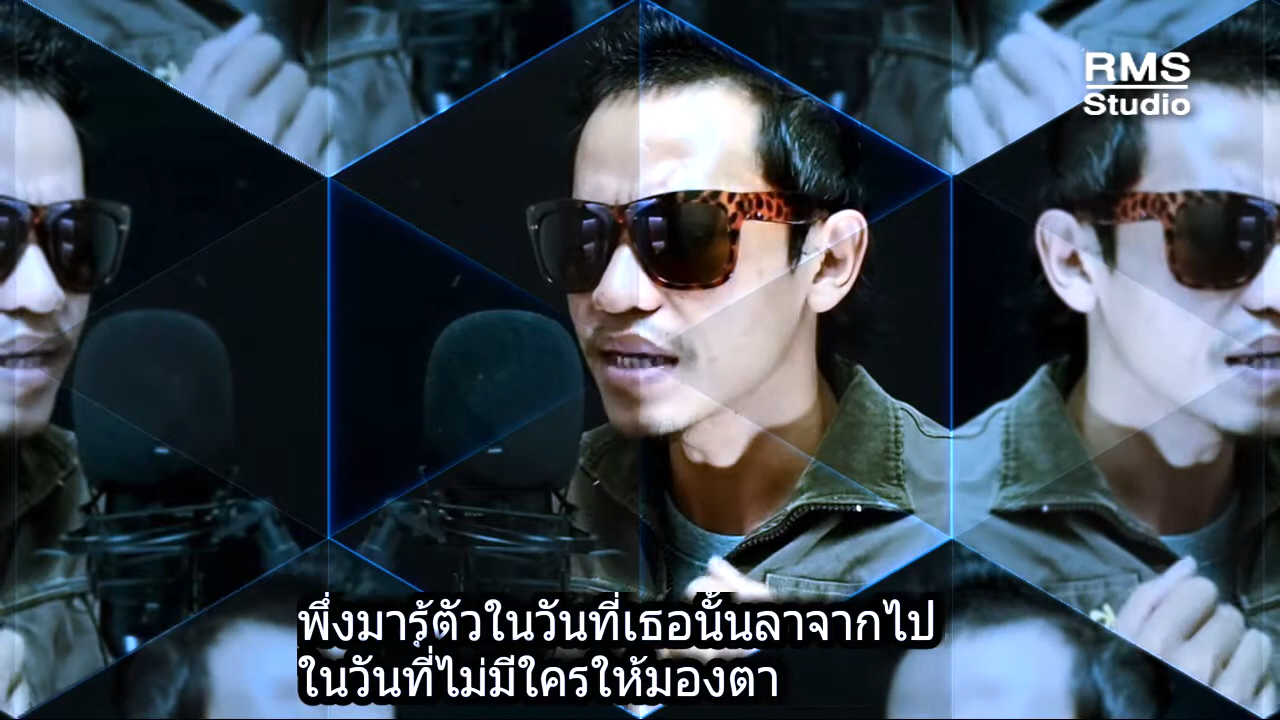 RMS
Studio
พึ่งมารู้ตัวในวันที่เธอนั้นลาจากไป
ในวันที่ไม่มีใครให้มองตา